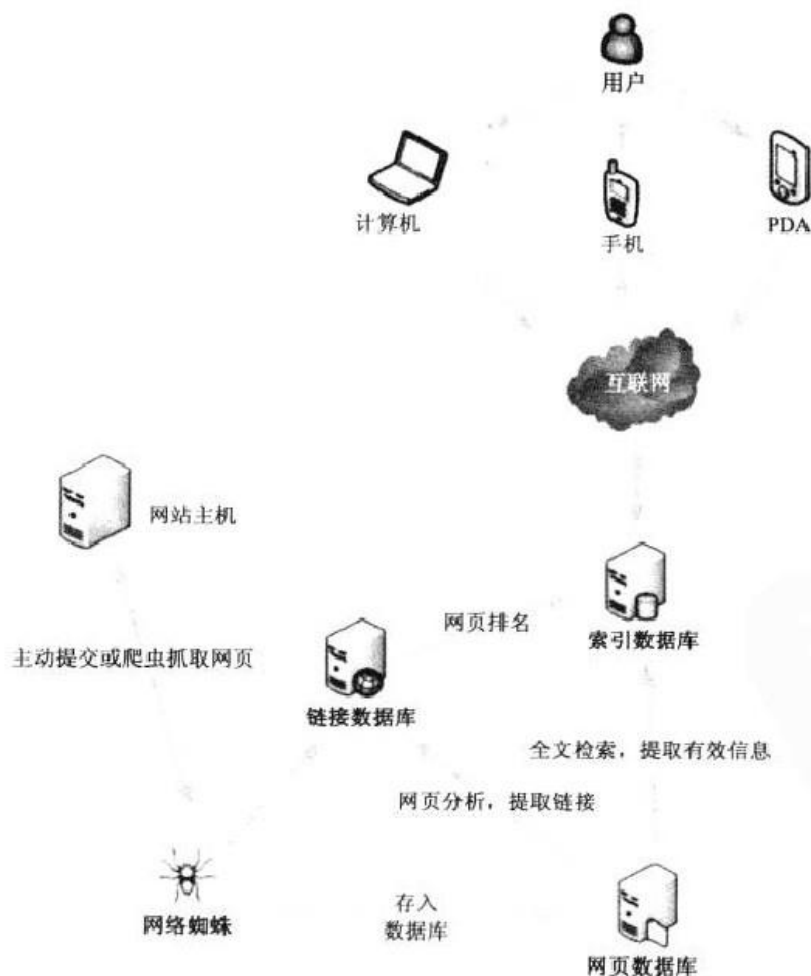 用户
计算机
手机
PDA
互联网
网站主机
网页排名
索引数据库
主动提交或爬虫抓取网页
链接数据库
全文检索，提取有效信息
网页分析，提取链接
网络蜘蛛
存入
数据库
网页数据库